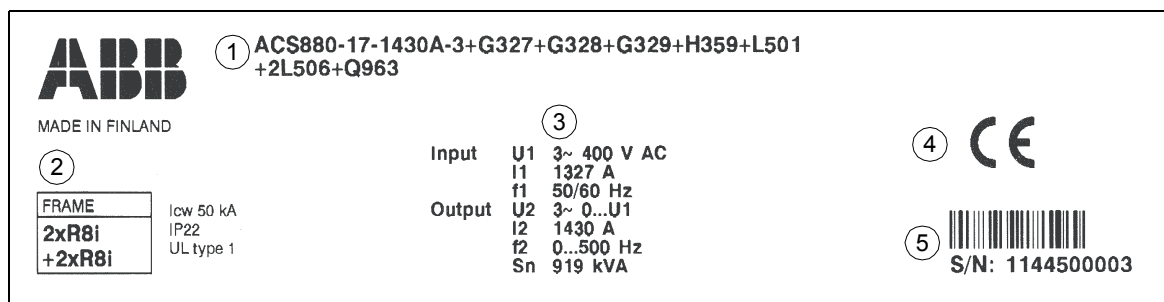 ABB
① ACS880-17-1430A-3+G327+G328+G329+H359+L501
+2L506+Q963
MADE IN FINLAND
②
FRAME
2xR8i
+2xR8i
Icw 50 kA
IP22
UL type 1
③
Input U1 3~ 400 V AC
I1 1327 A
f1 50/60 Hz
Output U2 3~ 0...U1
I2 1430 A
f2 0...500 Hz
Sn 919 kVA
④ CE
⑤
S/N: 1144500003